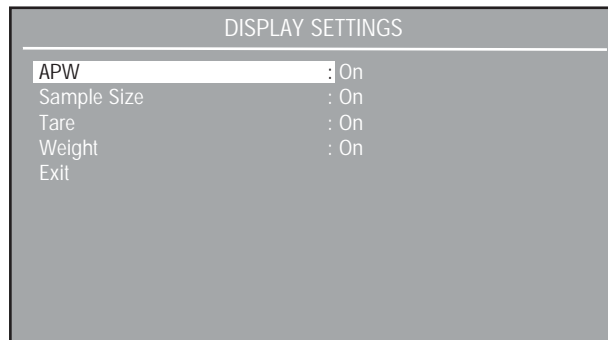 DISPLAY SETTINGS
APW : On
Sample Size : On
Tare : On
Weight : On
Exit